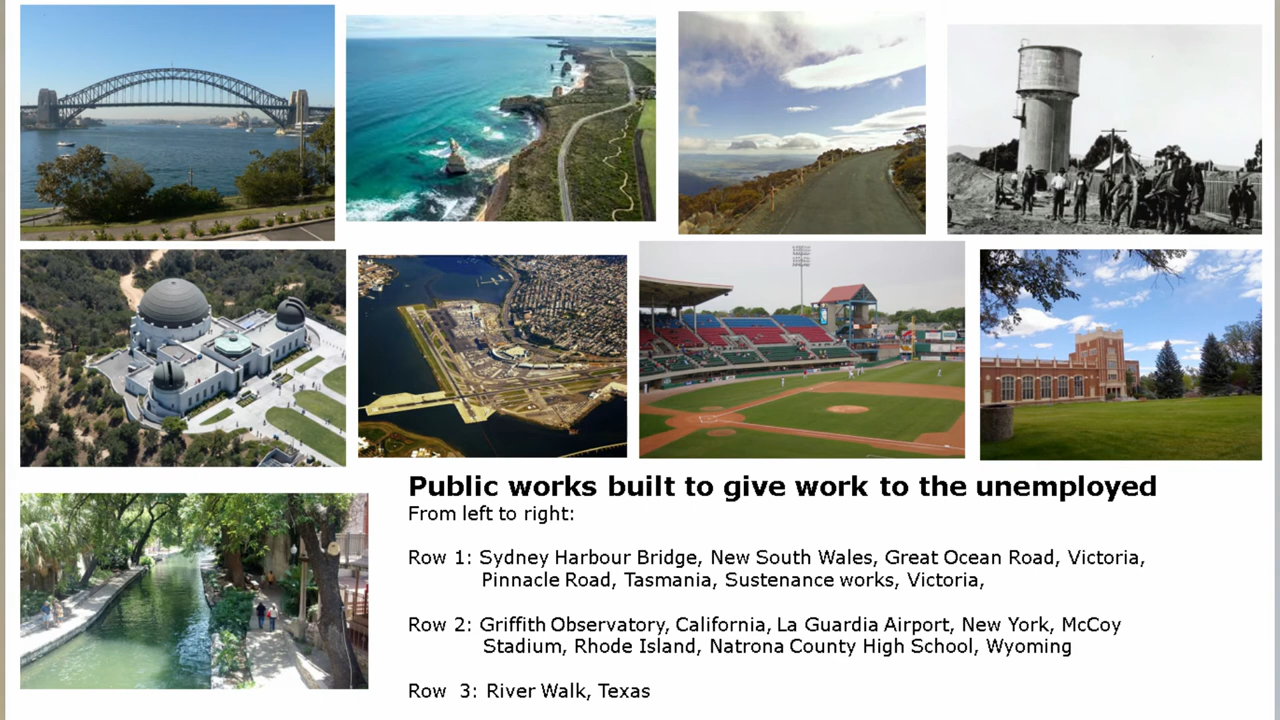 Public works built to give work to the unemployed
From left to right:
Row 1: Sydney Harbour Bridge, New South Wales, Great Ocean Road, Victoria,
Pinnacle Road, Tasmania, Sustenance works, Victoria,
Row 2: Griffith Observatory, California, La Guardia Airport, New York, McCoy
Stadium, Rhode Island, Natrona County High School, Wyoming
Row 3: River Walk, Texas